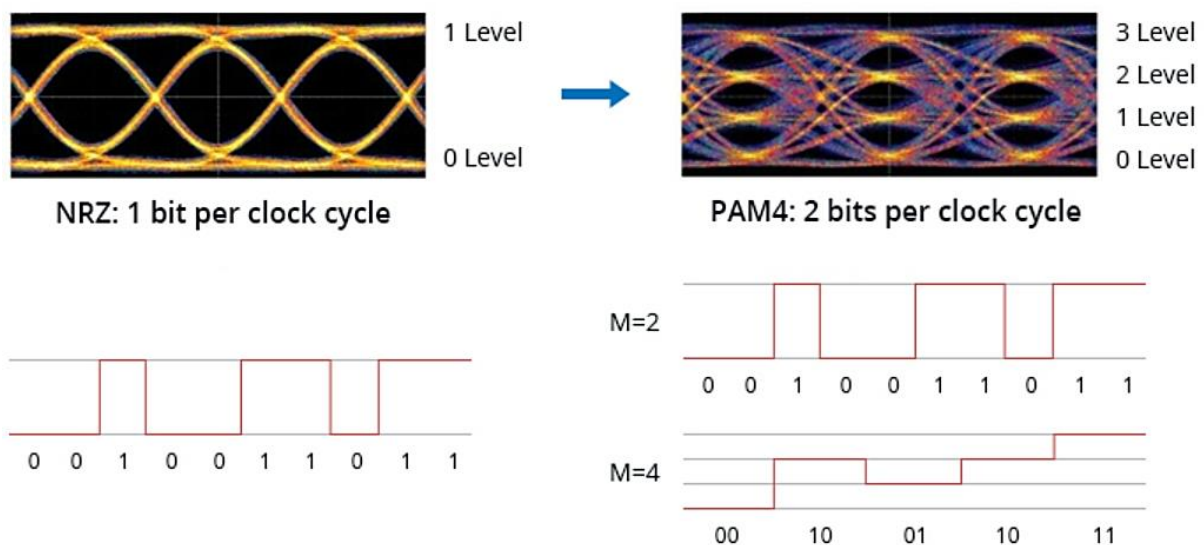 1 Level
0 Level
NRZ: 1 bit per clock cycle
3 Level
2 Level
1 Level
0 Level
PAM4: 2 bits per clock cycle
0 0 1 0 0 1 1 0 1 1
M=2
0 0 1 0 0 1 1 0 1 1
M=4
00 10 01 10 11